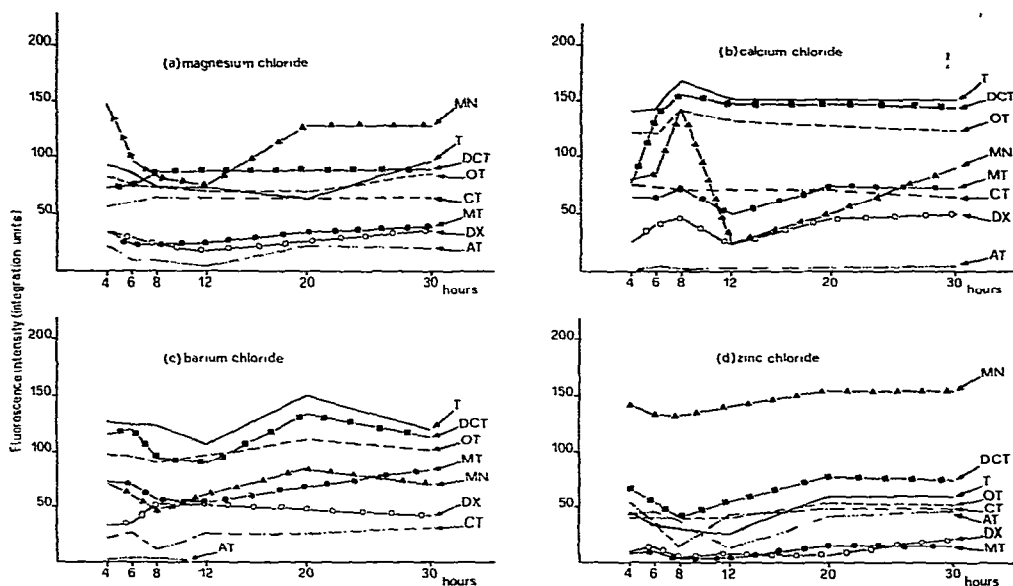 Fluorescence intensity (integration units)
(a) magnesium chloride
200
150
100
50
MN
T
DCT
OT
CT
MT
DX
AT
4 6 8 12 20 30
hours
(b) calcium chloride
200
150
100
50
T
DCT
OT
MN
MT
CT
DX
AT
4 6 8 12 20 30
hours
(c) barium chloride
200
150
100
50
T
DCT
OT
MT
MN
DX
CT
AT
4 6 8 12 20 30
hours
(d) zinc chloride
200
150
100
50
MN
DCT
T
OT
CT
AT
DX
MT
4 6 8 12 20 30
hours